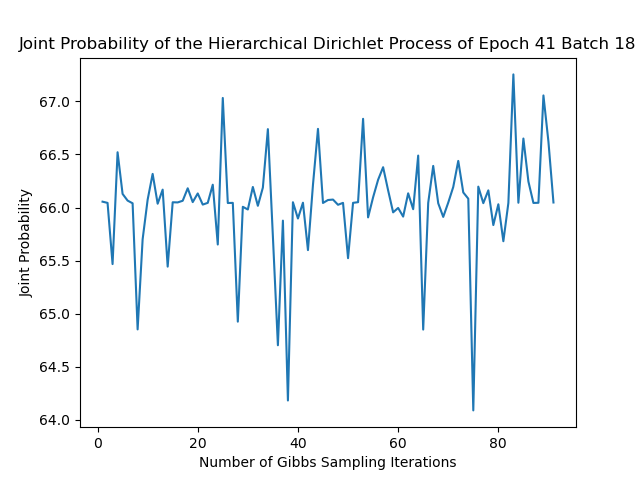 Joint Probability of the Hierarchical Dirichlet Process of Epoch 41 Batch 18
67.0
66.5
66.0
65.5
65.0
64.5
64.0
Joint Probability
0 20 40 60 80
Number of Gibbs Sampling Iterations